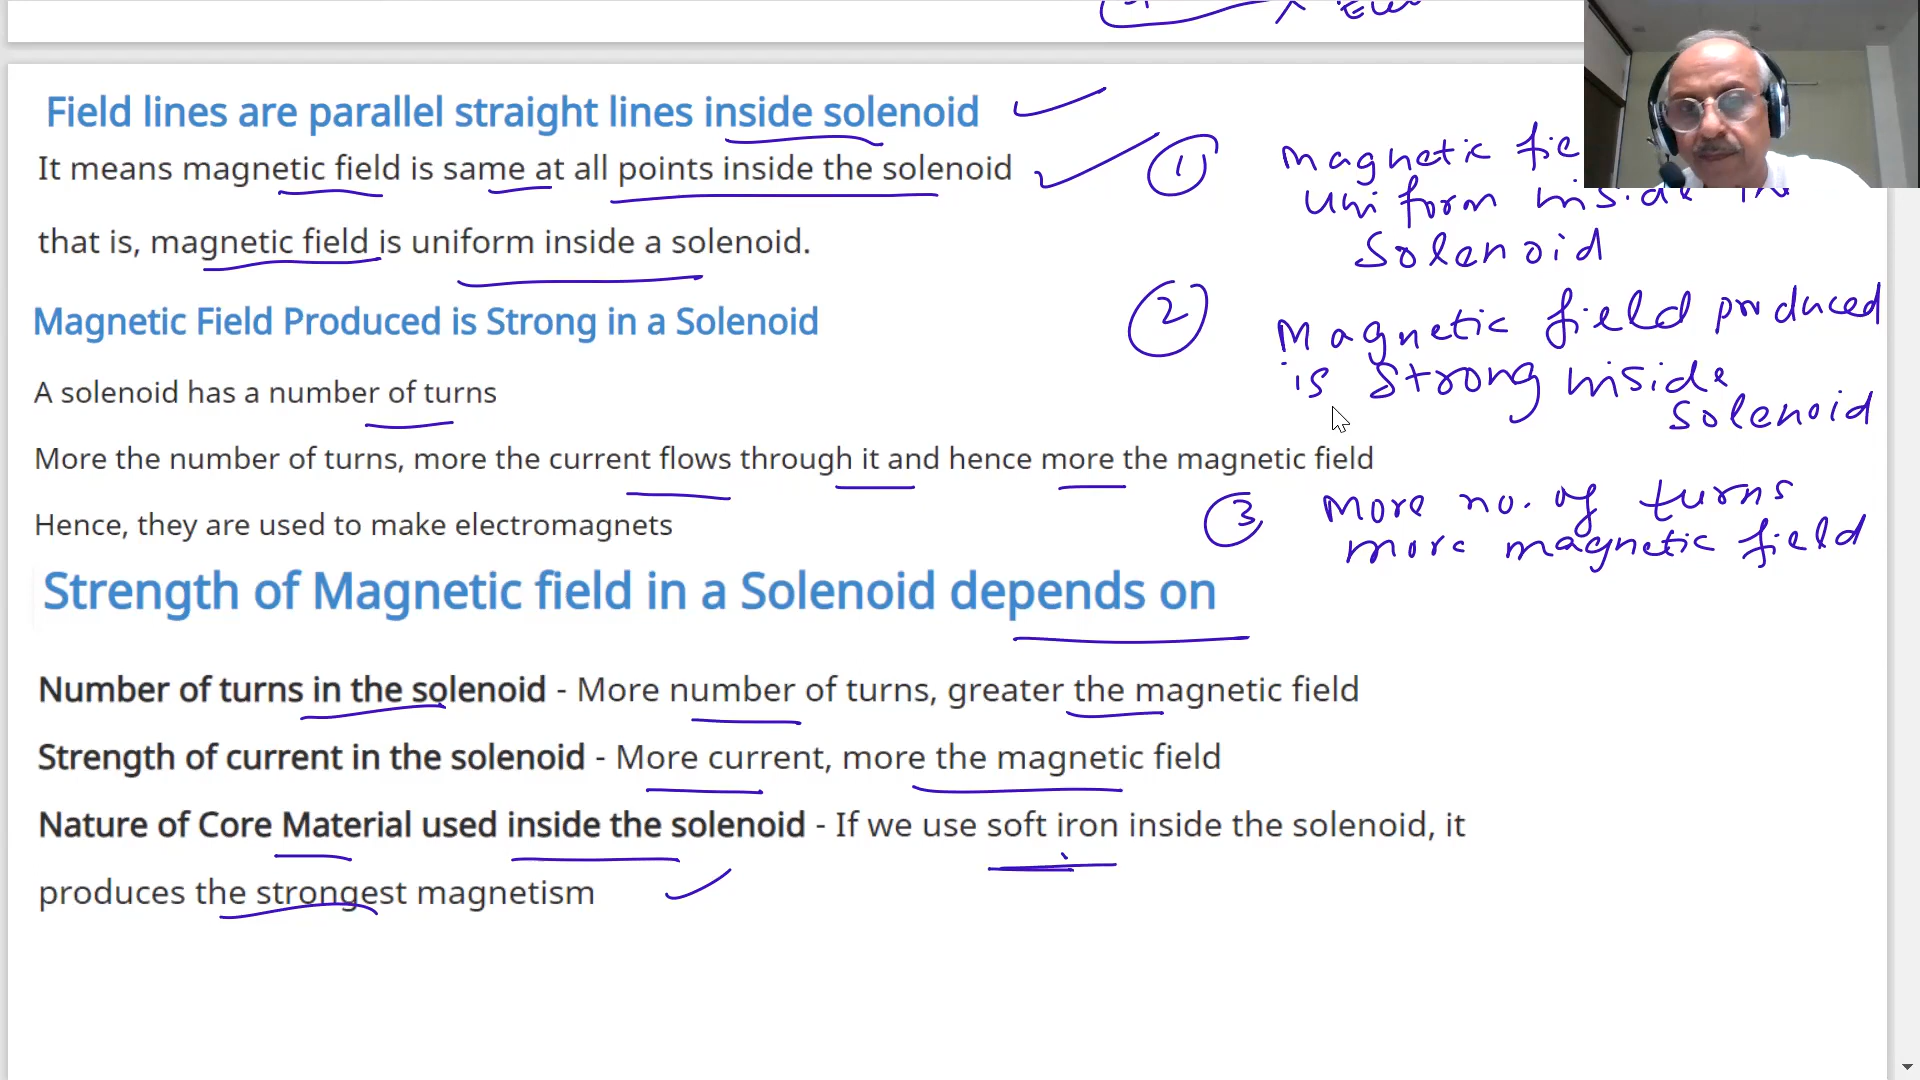 Field lines are parallel straight lines inside solenoid
It means magnetic field is same at all points inside the solenoid
that is, magnetic field is uniform inside a solenoid.
Magnetic Field Produced is Strong in a Solenoid
A solenoid has a number of turns
More the number of turns, more the current flows through it and hence more the magnetic field
Hence, they are used to make electromagnets
Strength of Magnetic field in a Solenoid depends on
Number of turns in the solenoid - More number of turns, greater the magnetic field
Strength of current in the solenoid - More current, more the magnetic field
Nature of Core Material used inside the solenoid - If we use soft iron inside the solenoid, it
produces the strongest magnetism
1 Magnetic
Uniform inside
Solenoid
2 Magnetic field produced
is strong inside
Solenoid
3 More no. of turns
more magnetic field